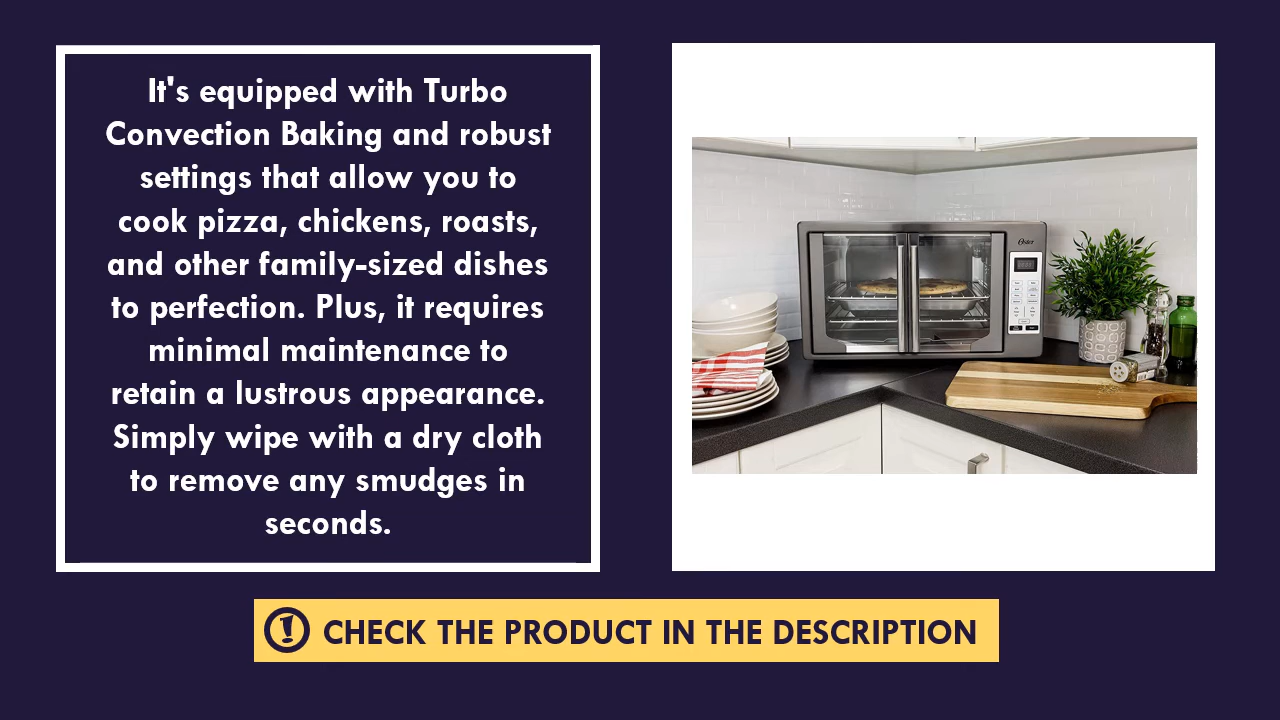 It's equipped with Turbo
Convection Baking and robust
settings that allow you to
cook pizza, chickens, roasts,
and other family-sized dishes
to perfection. Plus, it requires
minimal maintenance to
retain a lustrous appearance.
Simply wipe with a dry cloth
to remove any smudges in
seconds.
Oster
CHECK THE PRODUCT IN THE DESCRIPTION